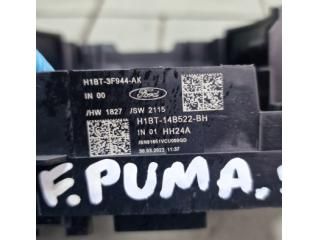 H1BT-3F944-AK
Ford
IN 00
/HW 1827 /SW 2115
H1BT-14B522-BH
IN 01 HH24A
30.03.2023 11:37
F.PUMA.